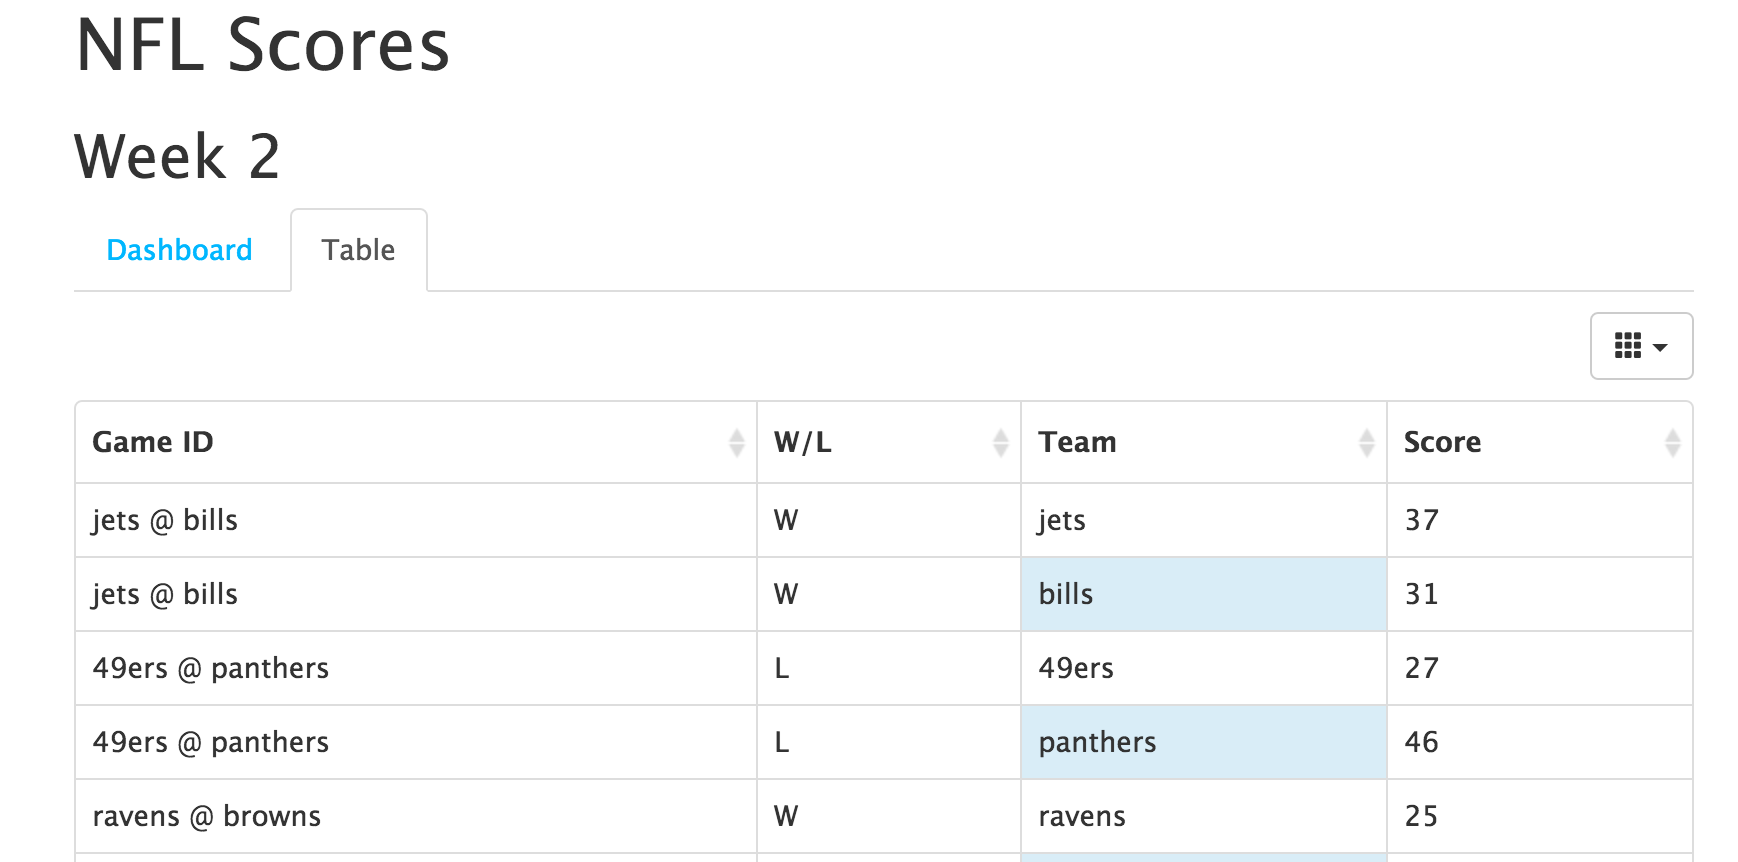 NFL Scores
Week 2
Dashboard Table
Game ID W/L Team Score
jets @ bills W jets 37
jets @ bills W bills 31
49ers @ panthers L 49ers 27
49ers @ panthers L panthers 46
ravens @ browns W ravens 25